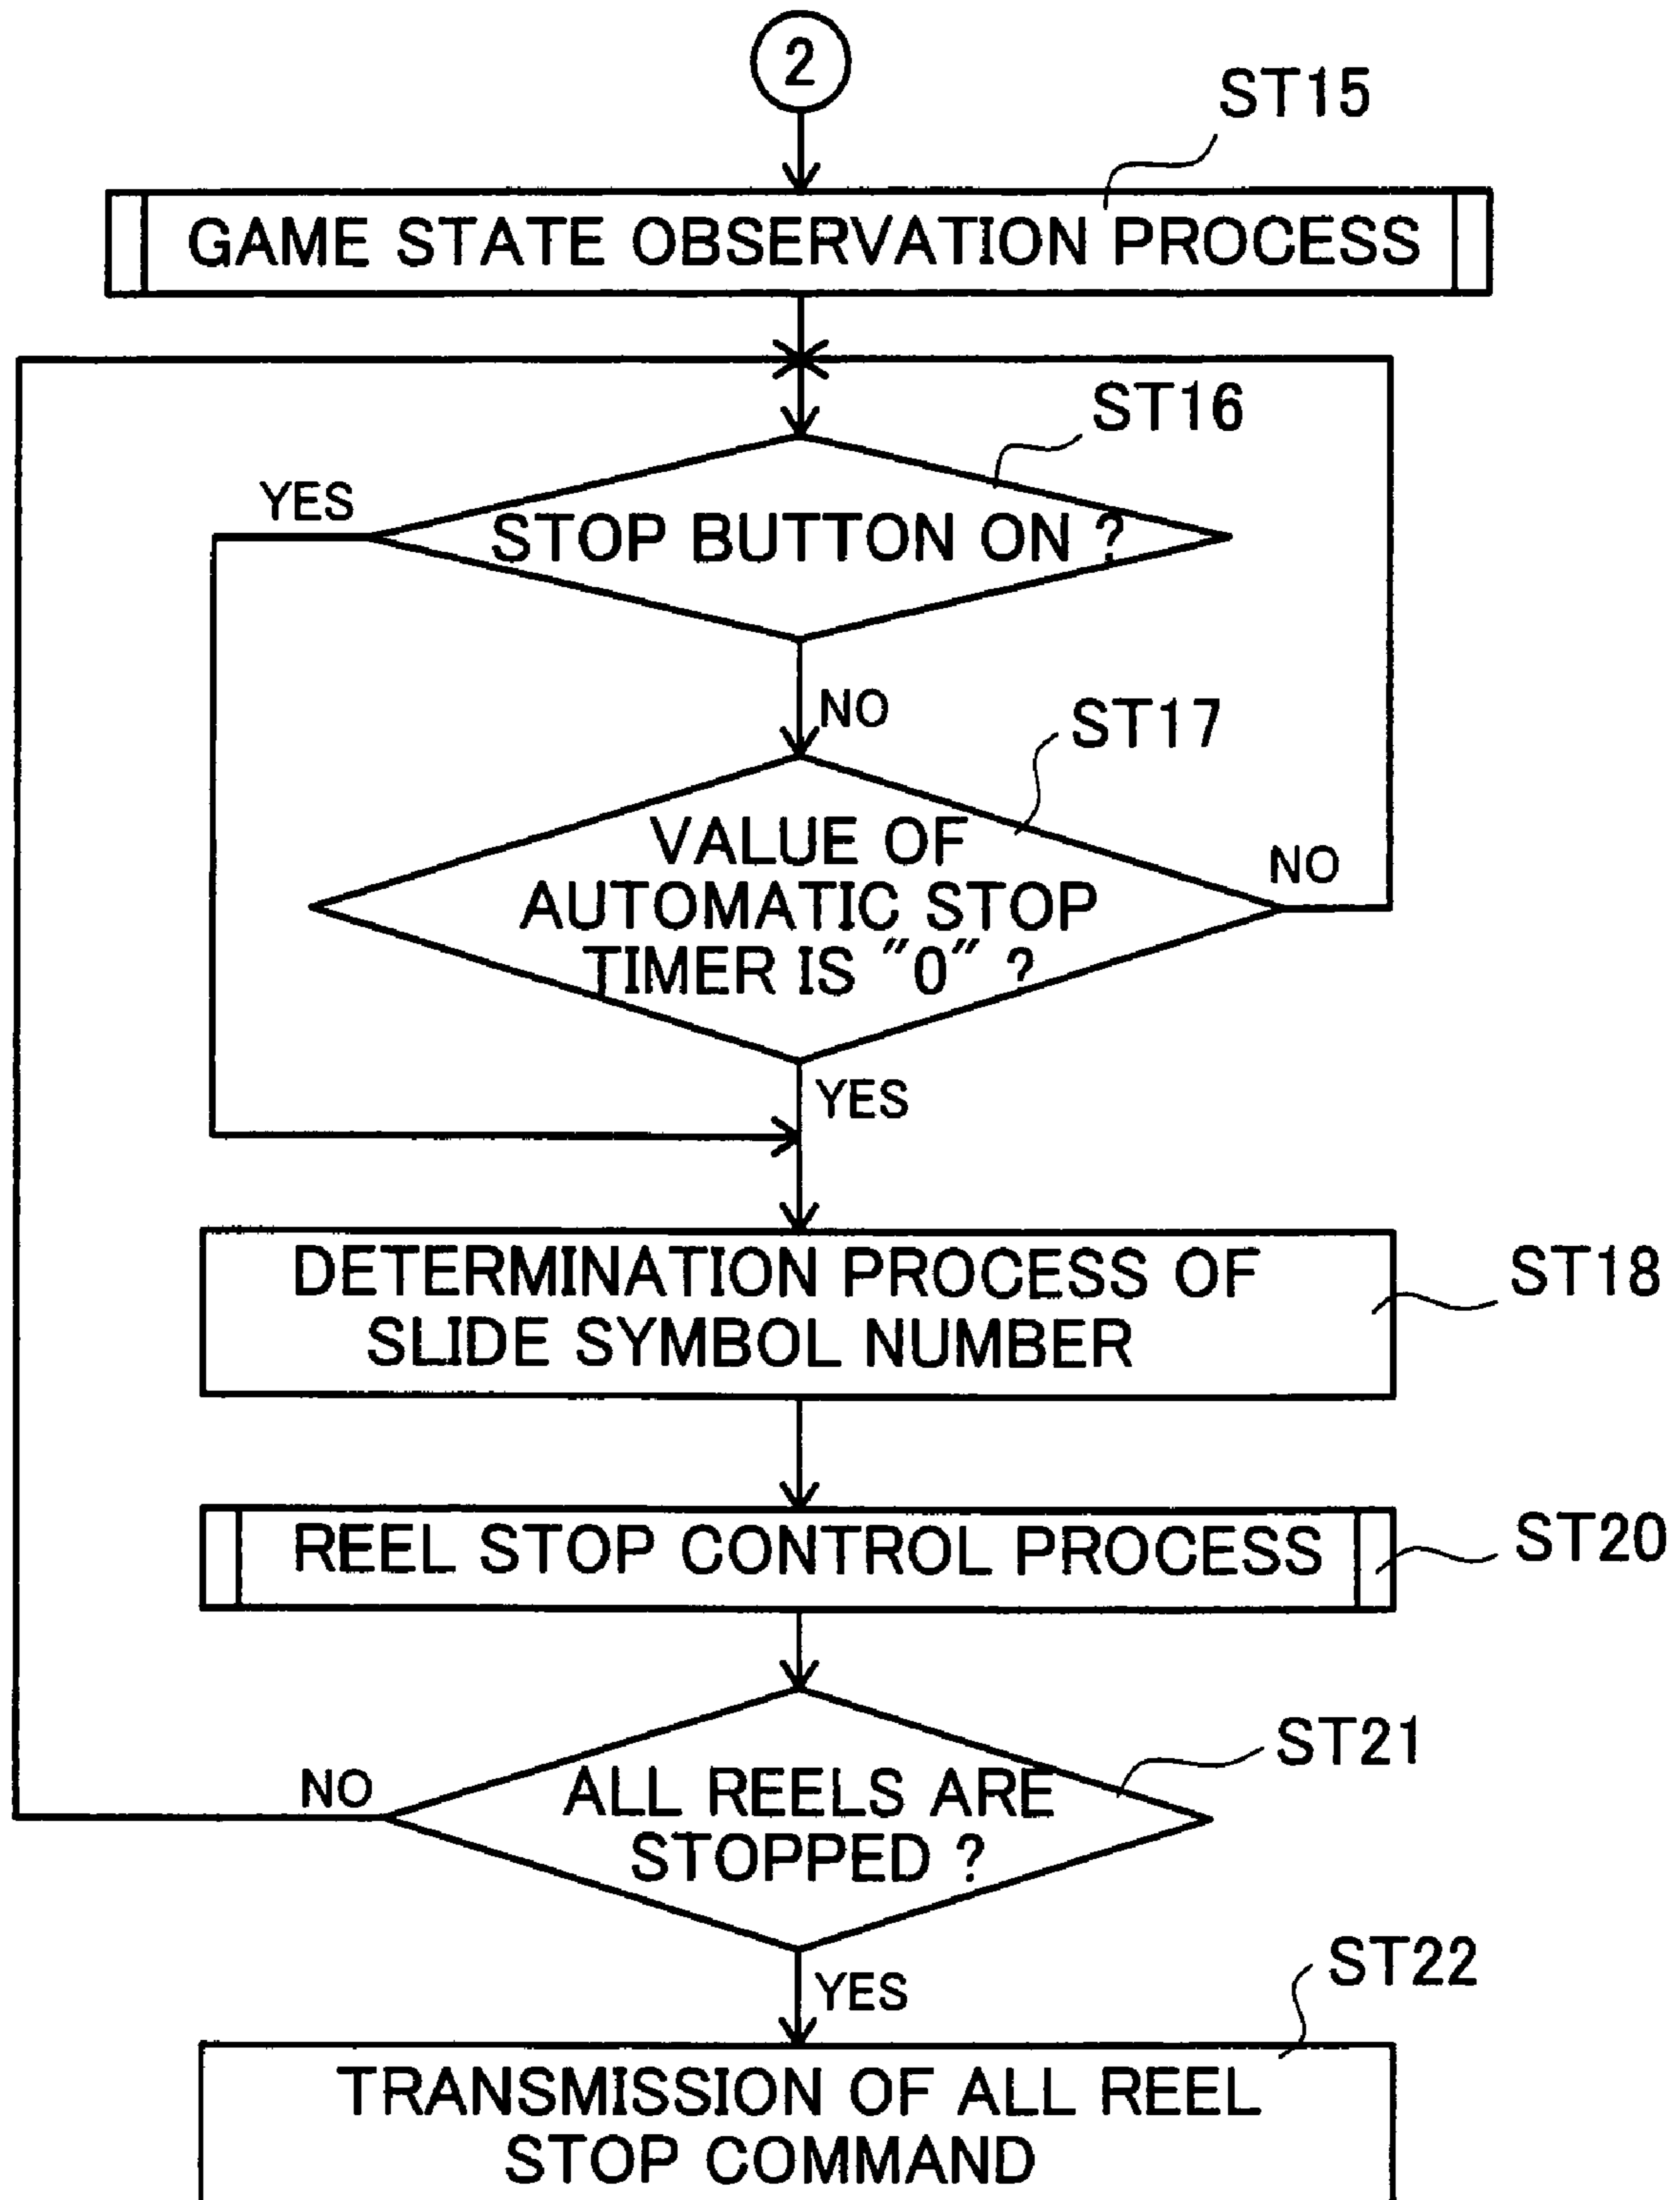 2
ST15
GAME STATE OBSERVATION PROCESS
ST16
YES
STOP BUTTON ON ?
NO
ST17
VALUE OF
AUTOMATIC STOP
TIMER IS "0" ?
NO
YES
DETERMINATION PROCESS OF
SLIDE SYMBOL NUMBER
ST18
REEL STOP CONTROL PROCESS
ST20
ST21
NO
ALL REELS ARE
STOPPED ?
YES
ST22
TRANSMISSION OF ALL REEL
STOP COMMAND